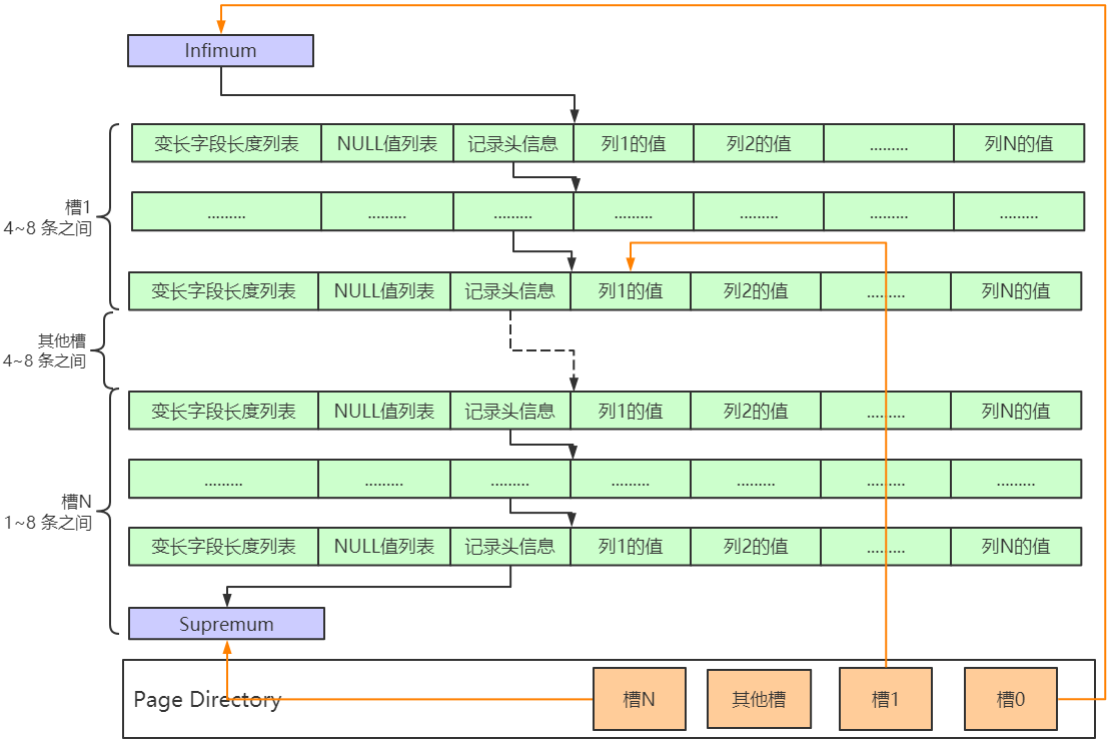 Infimum
变长字段长度列表 NULL值列表 记录头信息 列1的值 列2的值 ......... 列N的值
槽1
4~8 条之间
......... ......... ......... ......... ......... ......... .........
变长字段长度列表 NULL值列表 记录头信息 列1的值 列2的值 ......... 列N的值
其他槽
4~8 条之间
变长字段长度列表 NULL值列表 记录头信息 列1的值 列2的值 ......... 列N的值
......... ......... ......... ......... ......... ......... .........
槽N
1~8 条之间
变长字段长度列表 NULL值列表 记录头信息 列1的值 列2的值 ......... 列N的值
Supremum
Page Directory 槽N 其他槽 槽1 槽0